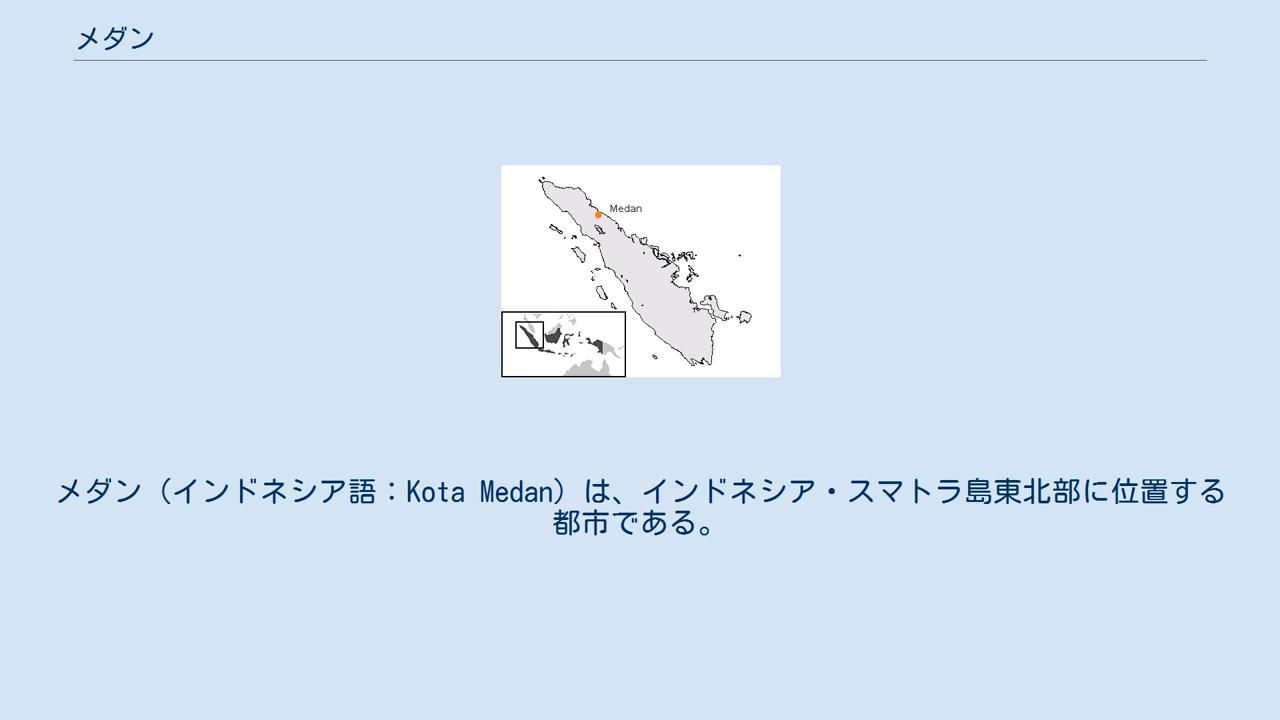 メダン
Medan
メダン（インドネシア語：Kota Medan）は、インドネシア・スマトラ島東北部に位置する
都市である。